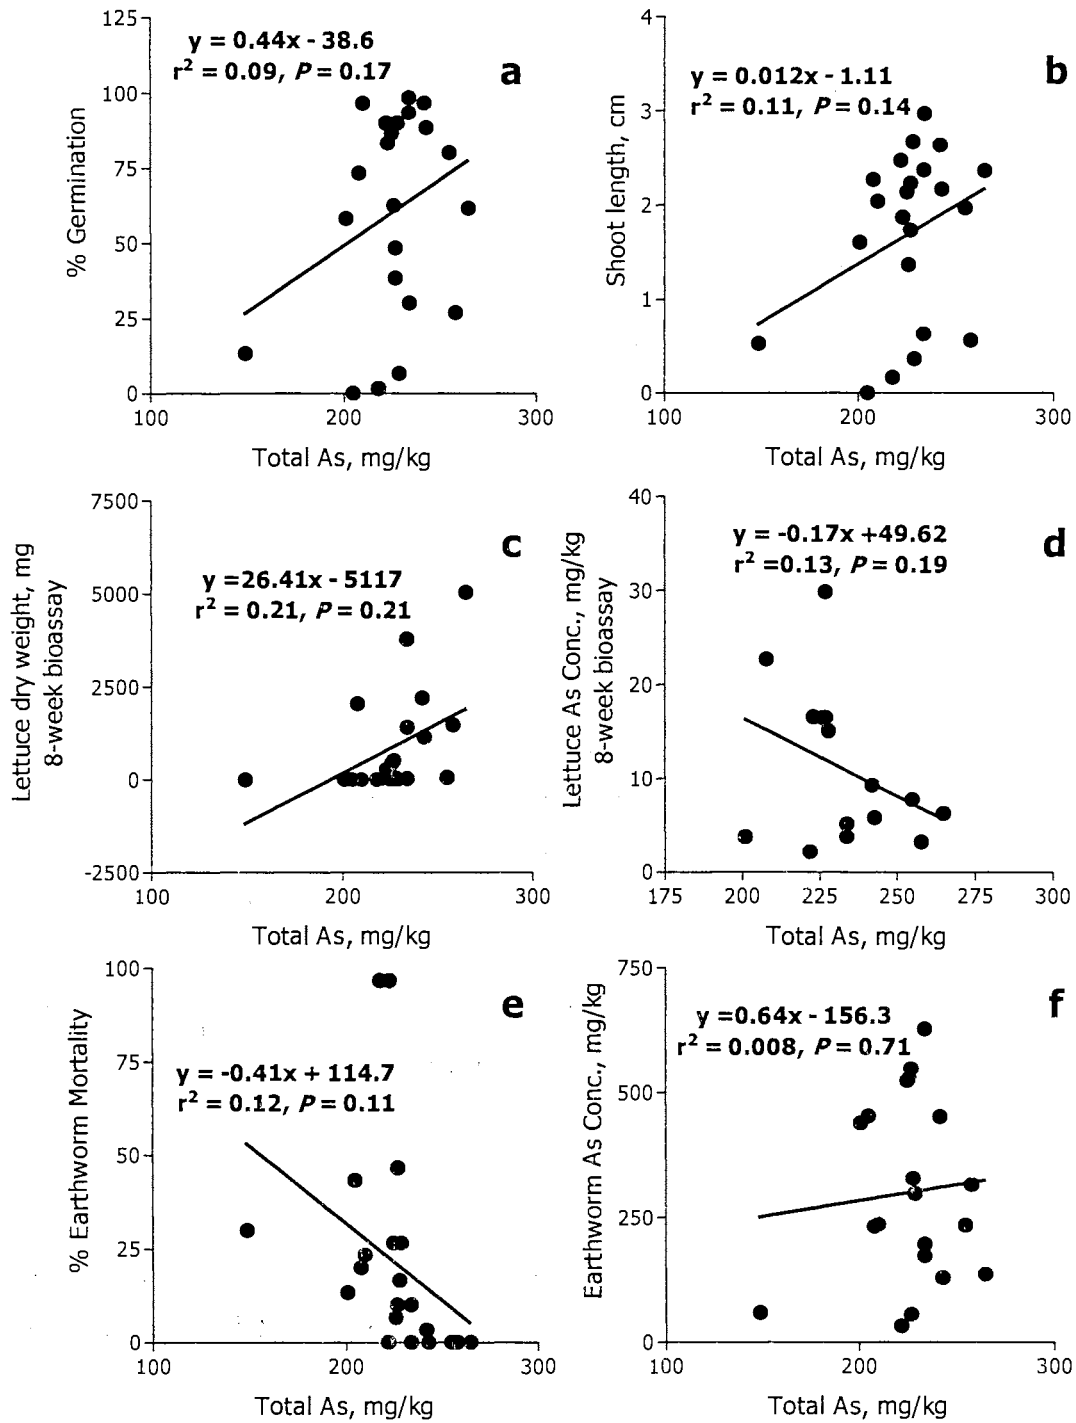 125
100
75
50
25
0
% Germination
y = 0.44x - 38.6
r² = 0.09, P = 0.17
a
100 200 300
Total As, mg/kg
4
3
2
1
0
Shoot length, cm
y = 0.012x - 1.11
r² = 0.11, P = 0.14
b
100 200 300
Total As, mg/kg
7500
5000
2500
0
-2500
Lettuce dry weight, mg
8-week bioassay
y =26.41x - 5117
r² = 0.21, P = 0.21
c
100 200 300
Total As, mg/kg
40
30
20
10
0
Lettuce As Conc., mg/kg
8-week bioassay
y = -0.17x +49.62
r² =0.13, P = 0.19
d
175 200 225 250 275 300
Total As, mg/kg
100
75
50
25
0
% Earthworm Mortality
y = -0.41x + 114.7
r² = 0.12, P = 0.11
e
100 200 300
Total As, mg/kg
750
500
250
0
Earthworm As Conc., mg/kg
y =0.64x - 156.3
r² = 0.008, P = 0.71
f
100 200 300
Total As, mg/kg